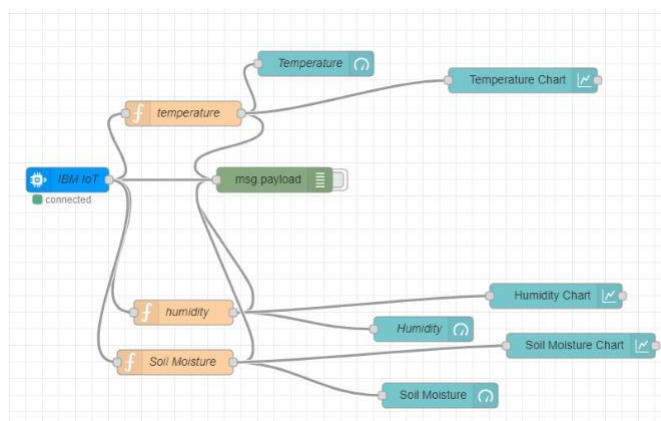 Temperature
Temperature Chart
temperature
IBM IoT
msg.payload
connected
Humidity Chart
humidity
Humidity
Soil Moisture Chart
Soil Moisture
Soil Moisture